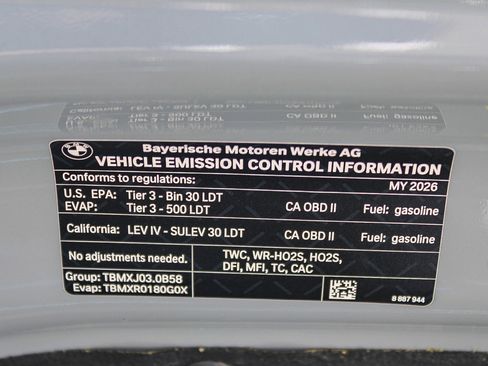 Bayerische Motoren Werke AG
VEHICLE EMISSION CONTROL INFORMATION
Conforms to regulations: MY 2026
U.S. EPA: Tier 3 - Bin 30 LDT
EVAP: Tier 3 - 500 LDT CA OBD II Fuel: gasoline
California: LEV IV - SULEV 30 LDT CA OBD II Fuel: gasoline
No adjustments needed. TWC, WR-HO2S, HO2S,
DFI, MFI, TC, CAC
Group: TBMXJ03.0B58
Evap: TBMXR0180G0X 8 887 944